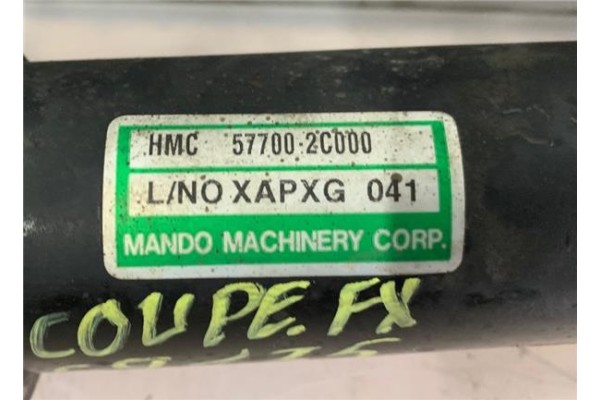 HMC 57700-2C000
L/NO XAPXG 041
MANDO MACHINERY CORP.
COUPE.FX